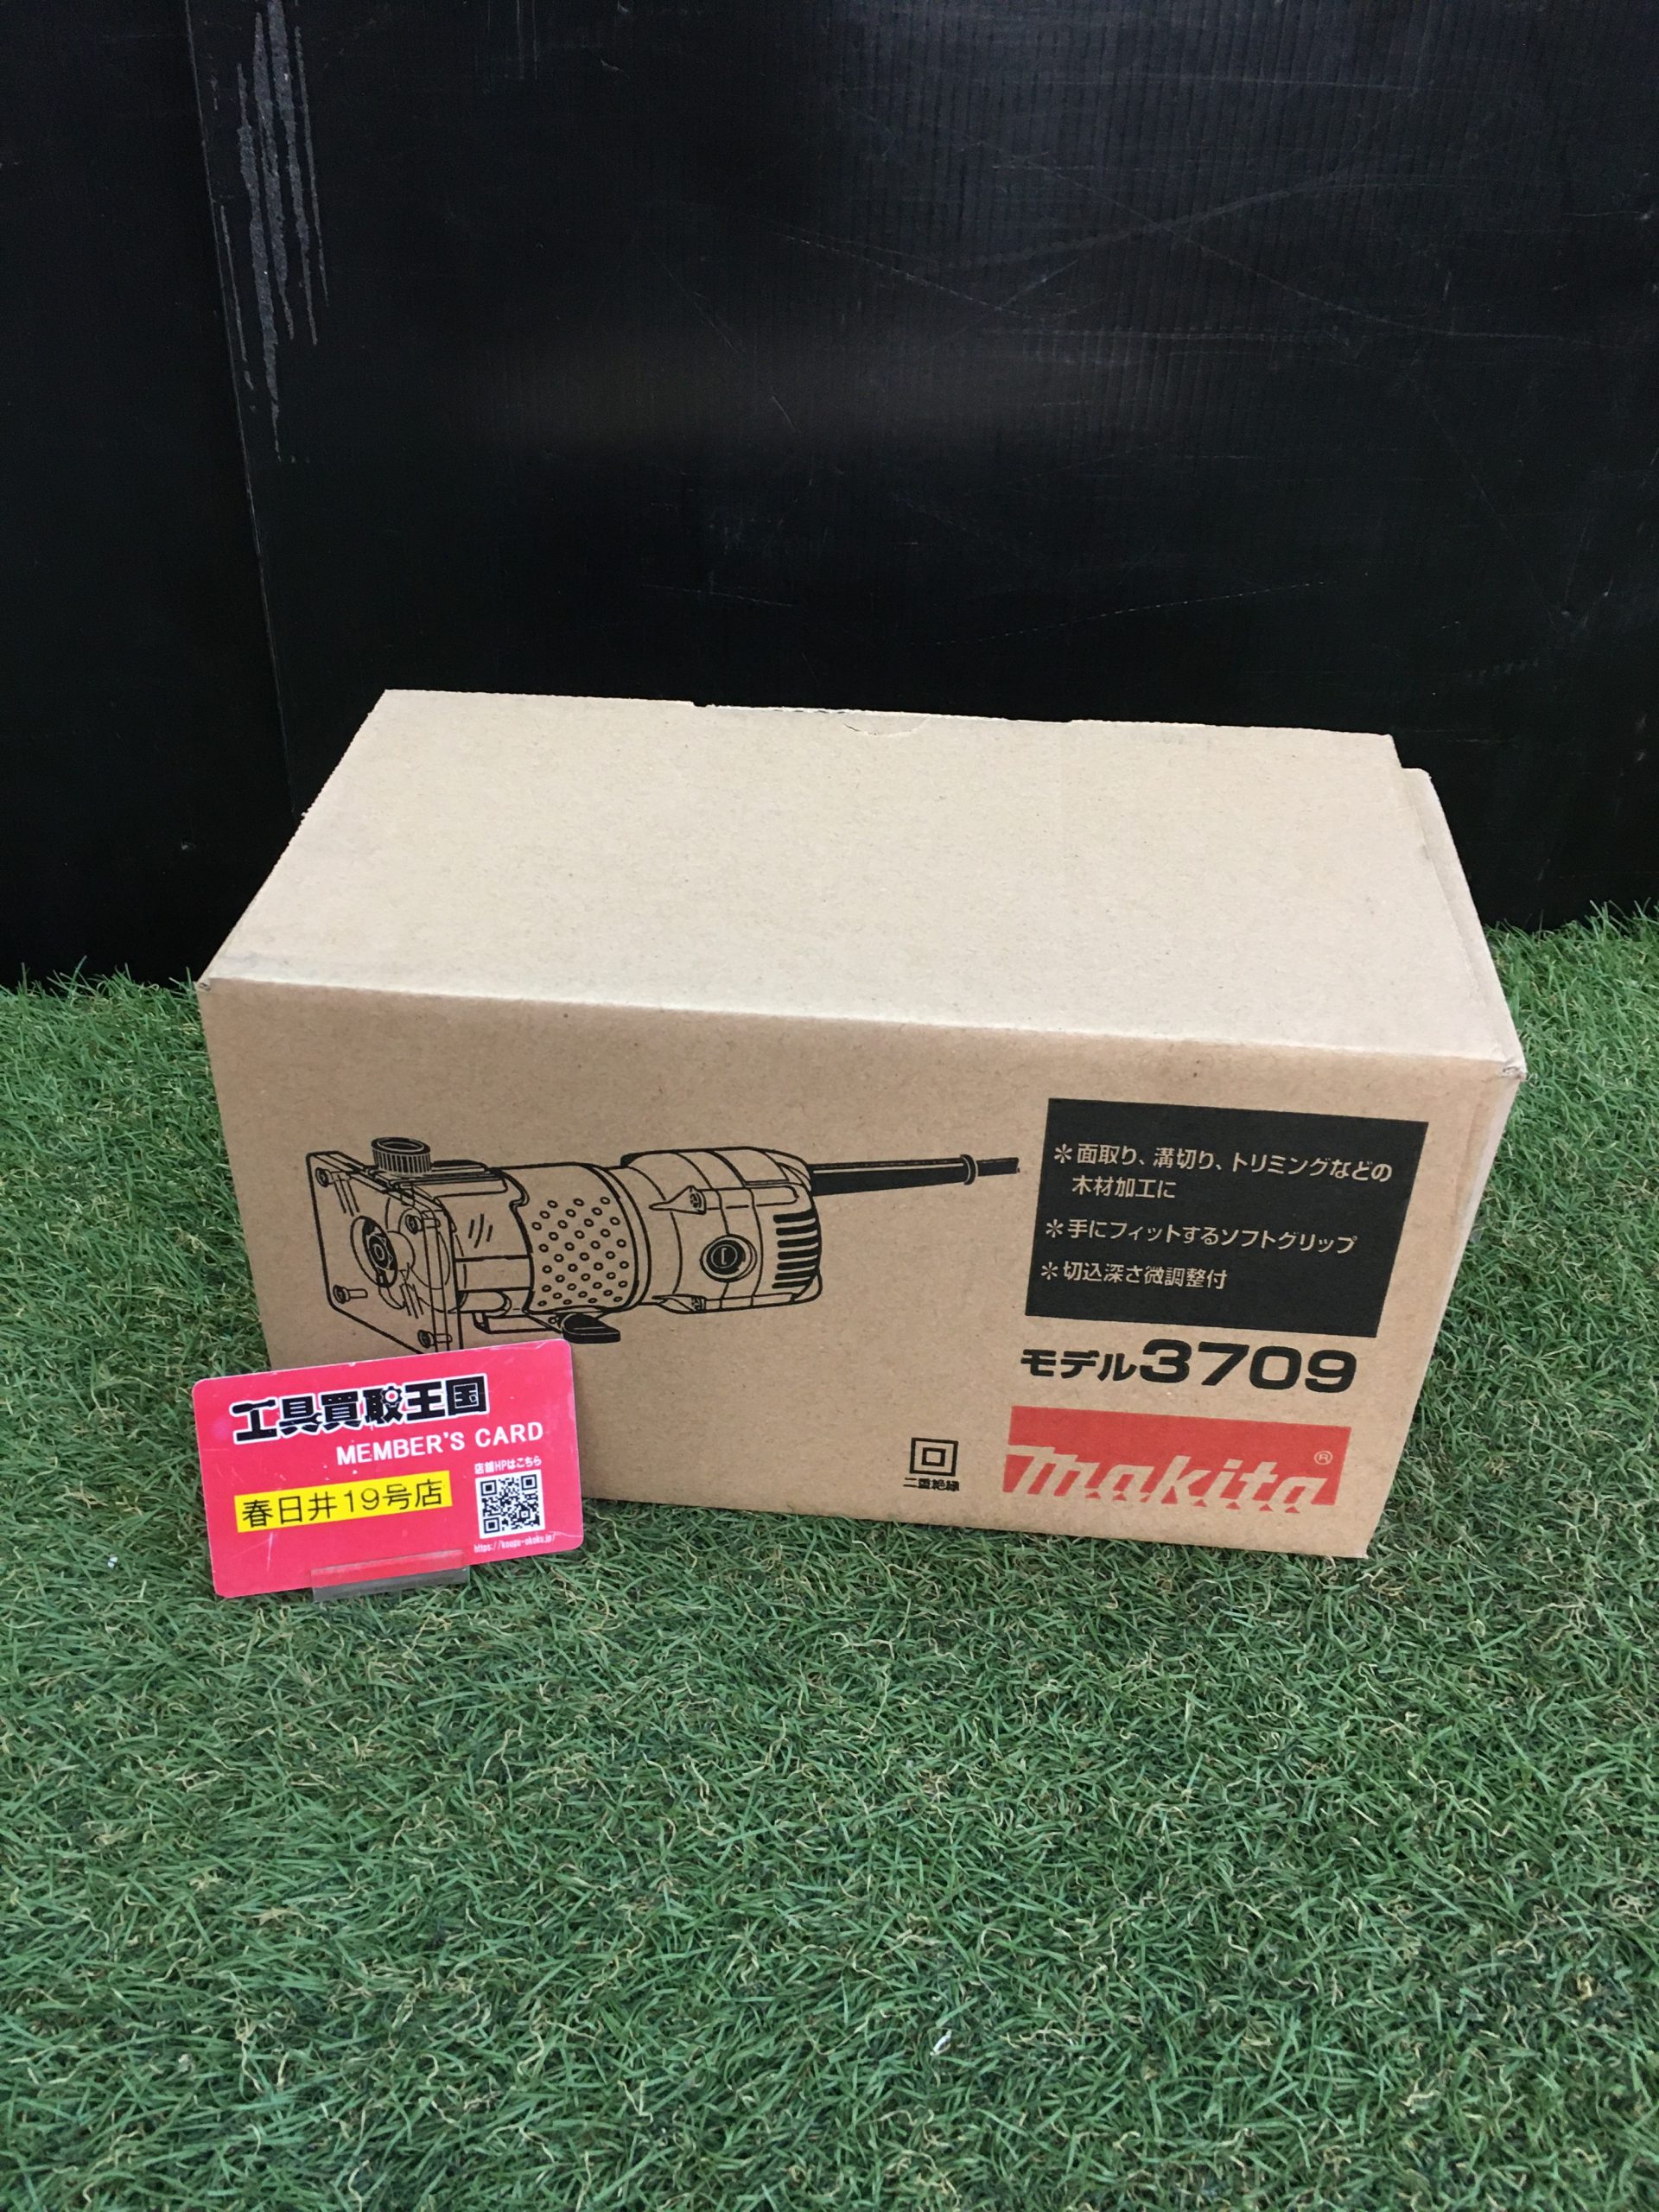 ＊面取り、溝切り、トリミングなどの
木材加工に
＊手にフィットするソフトグリップ
＊切込深さ微調整付
モデル3709
makita®
二重絶縁
工具買取王国
MEMBER'S CARD
店舗HPはこちら
春日井19号店
https://kougu-okoku.jp/